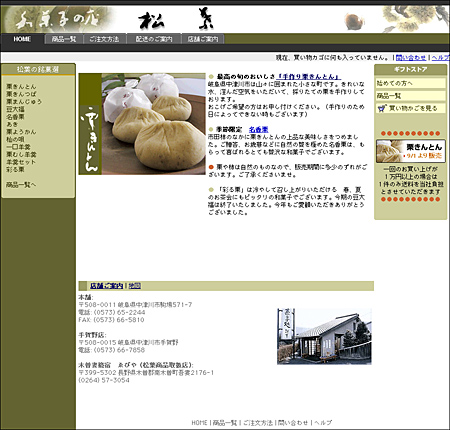 お菓子の店 松葉
HOME | 商品一覧 | ご注文方法 | 配送のご案内 | 店舗ご案内
現在、買い物カゴに何も入っていません。 | 問い合わせ | ヘルプ
松葉の銘菓選
栗きんとん
栗きんつば
栗まんじゅう
豆大福
名香栗
あき
栗ようかん
松の唄
一口羊羹
栗むし羊羹
羊羹セット
彩る栗
商品一覧へ
栗きんとん
最高の旬のおいしさ「手作り栗きんとん」
岐阜県中津川市は山々に囲まれた小さな町です。きれいな
水、澄んだ空気をいただいて、採りたての栗を手作りして
おります。
おこごご希望の方はお申し付けください。（手作りのため
日によってできない時もございます）
季節限定 名香栗
市田柿のなかに栗きんとんの上品な美味しさをつめまし
た。ご贈答、お歳暮などに自然の贅を極めた名香栗は、も
らって喜ばれるとても贅沢な和菓子でございます。
栗や柿は自然のものなので、販売期間に多少のずれがご
ざいます。ご了承くださいませ。
「彩る栗」は冷やして召し上がりいただける 春、夏
のお茶会にもピッタリの和菓子でございます。今期の豆大
福は終了いたしました。今年もご愛顧いただきありがとう
ございました。
ギフトストア
始めての方へ
商品一覧
買い物カゴを見る
栗きんとん
9/1より販売
一回のお買い上げが
1万円以上の場合は
1件のみ送料を当社負担
とさせていただきます
店舗ご案内 | 地図
本舗:
〒508-0011 岐阜県中津川市駒場571-7
電話: (0573) 65-2244
FAX: (0573) 66-5810
手賀野店:
〒508-0015 岐阜県中津川市手賀野
電話: (0573) 66-7858
木曽妻籠宿 ゑびや (松葉商品取扱店):
〒399-5302 長野県木曽郡南木曽町吾妻2176-1
(0264) 57-3054
HOME | 商品一覧 | ご注文方法 | 問い合わせ | ヘルプ